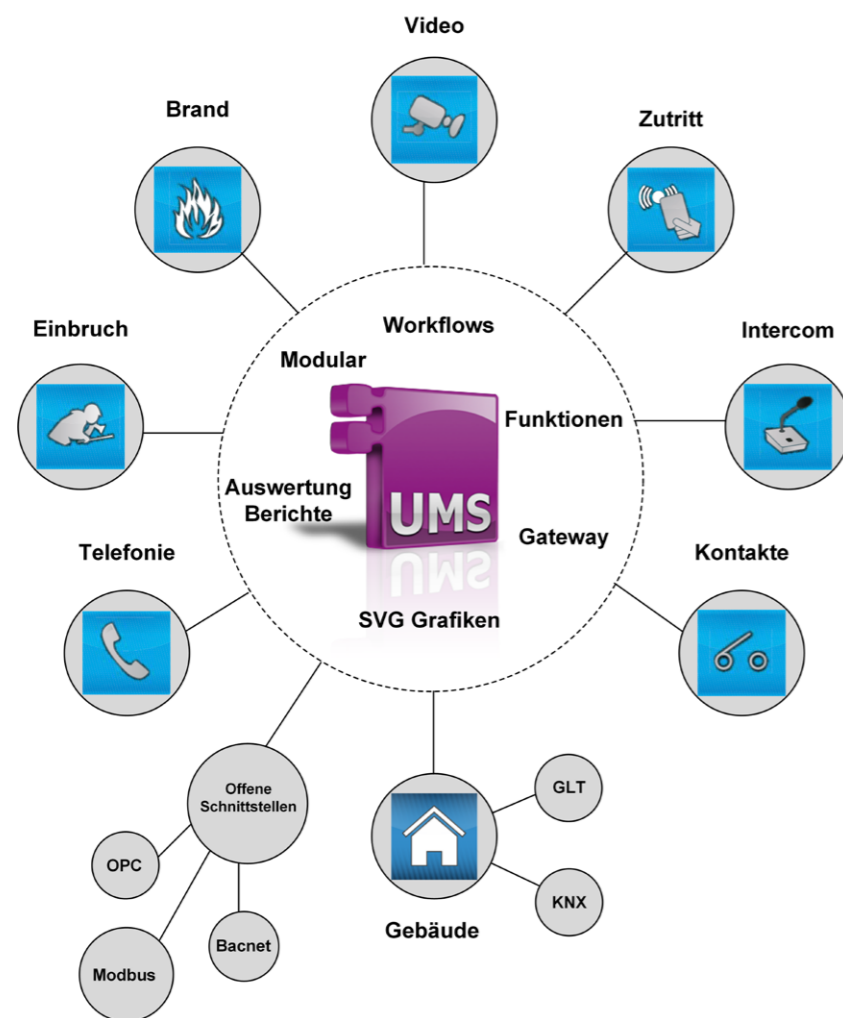 Video
Brand
Zutritt
Workflows
Einbruch
Modular
Intercom
Funktionen
Auswertung
Berichte
UMS
Gateway
Telefonie
Kontakte
UMS
SVG Grafiken
Offene
Schnittstellen
GLT
OPC
KNX
Gebäude
Bacnet
Modbus